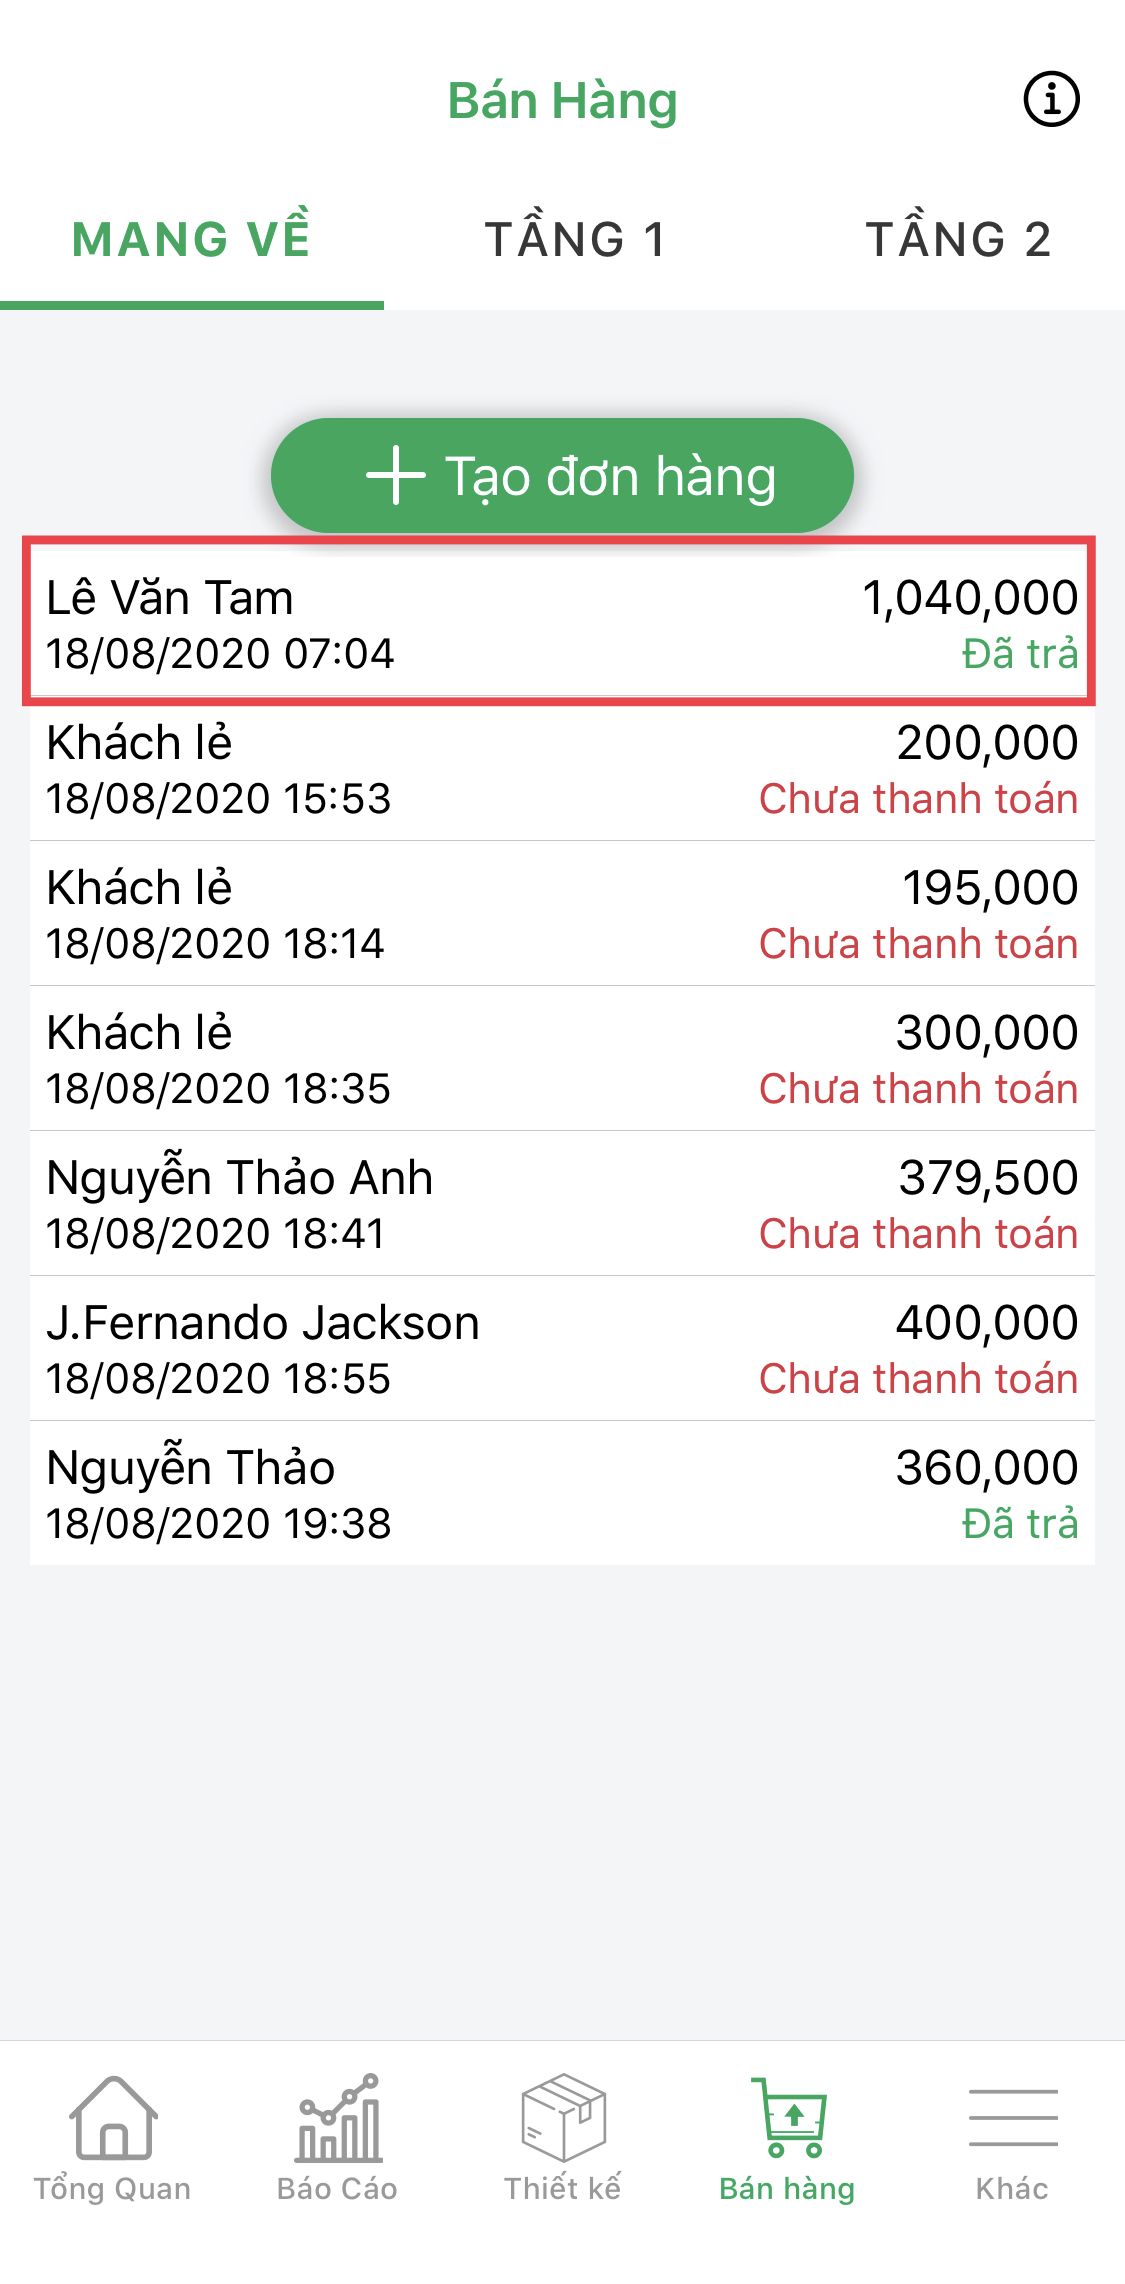 Bán Hàng
MANG VỀ TẦNG 1 TẦNG 2
Tạo đơn hàng
Lê Văn Tam 1,040,000
18/08/2020 07:04 Đã trả
Khách lẻ 200,000
18/08/2020 15:53 Chưa thanh toán
Khách lẻ 195,000
18/08/2020 18:14 Chưa thanh toán
Khách lẻ 300,000
18/08/2020 18:35 Chưa thanh toán
Nguyễn Thảo Anh 379,500
18/08/2020 18:41 Chưa thanh toán
J.Fernando Jackson 400,000
18/08/2020 18:55 Chưa thanh toán
Nguyễn Thảo 360,000
18/08/2020 19:38 Đã trả
Tổng Quan Báo Cáo Thiết kế Bán hàng Khác